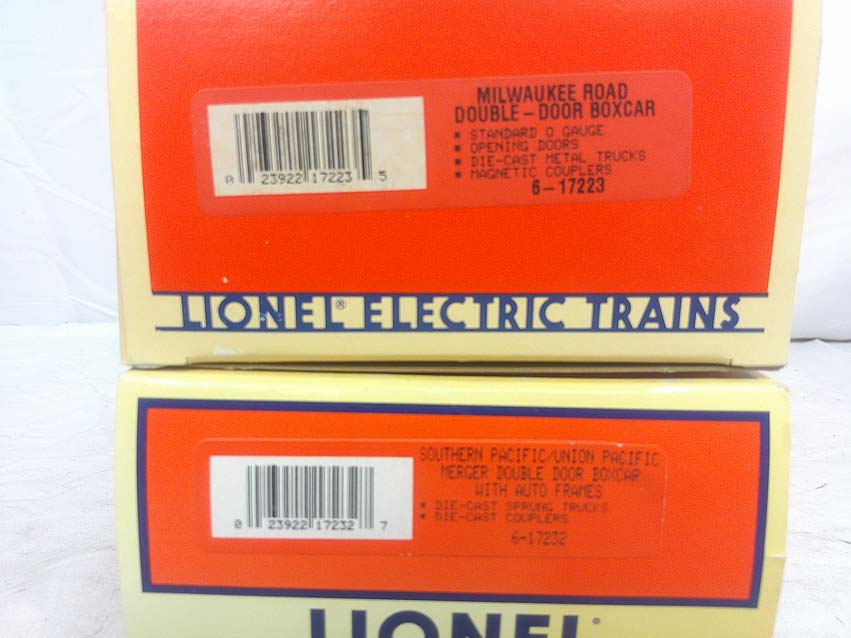 MILWAUKEE ROAD
DOUBLE-DOOR BOXCAR
▪ STANDARD O GAUGE
▪ OPENING DOORS
▪ DIE-CAST METAL TRUCKS
▪ MAGNETIC COUPLERS
6-17223
0 23922 17223 5
LIONEL® ELECTRIC TRAINS
SOUTHERN PACIFIC/UNION PACIFIC
MERGER DOUBLE DOOR BOXCAR
WITH AUTO FRAMES
• DIE-CAST SPRUNG TRUCKS
• DIE-CAST COUPLERS
6-17232
0 23922 17232 7
LIONEL®